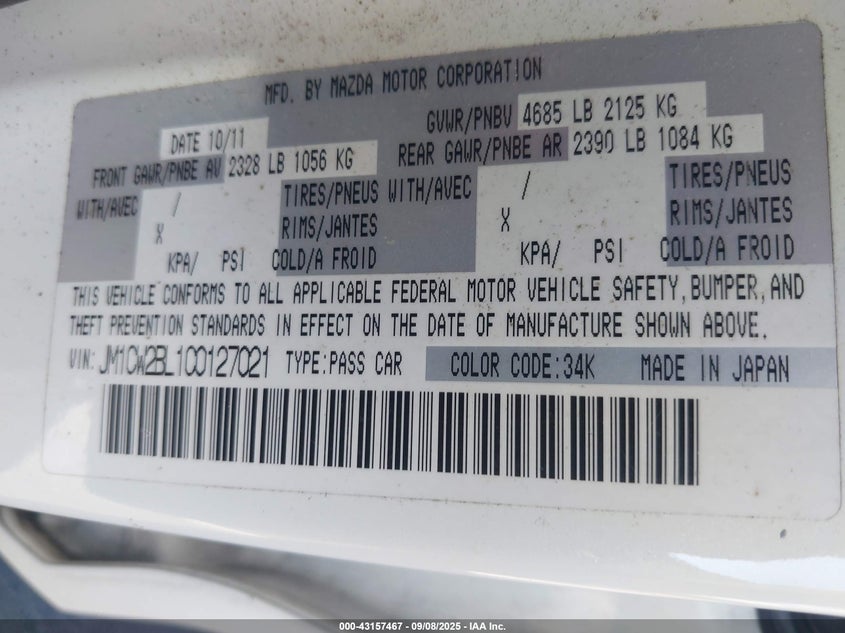 MFD. BY MAZDA MOTOR CORPORATION
DATE 10/11
GVWR/PNBV 4685 LB 2125 KG
FRONT GAWR/PNBE AV 2328 LB 1056 KG
REAR GAWR/PNBE AR 2390 LB 1084 KG
WITH/AVEC / TIRES/PNEUS WITH/AVEC / TIRES/PNEUS
X RIMS/JANTES X RIMS/JANTES
KPA/ PSI COLD/A FROID KPA/ PSI COLD/A FROID
THIS VEHICLE CONFORMS TO ALL APPLICABLE FEDERAL MOTOR VEHICLE SAFETY, BUMPER, AND
THEFT PREVENTION STANDARDS IN EFFECT ON THE DATE OF MANUFACTURE SHOWN ABOVE.
VIN: JM1CW2BL1C0127021 TYPE: PASS CAR COLOR CODE: 34K MADE IN JAPAN
000-43157467 - 09/08/2025 - IAA Inc.